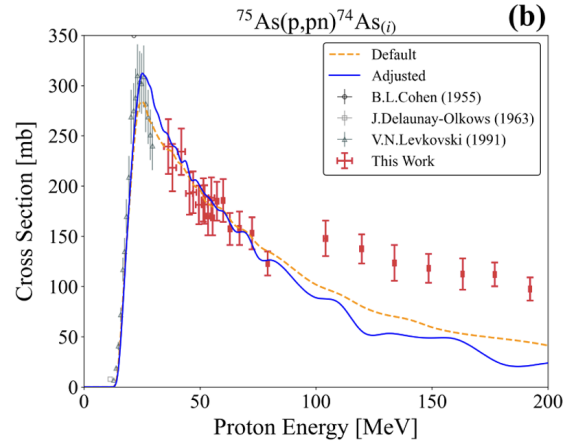 ⁷⁵As(p,pn)⁷⁴As₍ᵢ₎
(b)
Default
Adjusted
B.L.Cohen (1955)
J.Delaunay-Olkows (1963)
V.N.Levkovski (1991)
This Work
Cross Section [mb]
350
300
250
200
150
100
50
0
0
50
100
150
200
Proton Energy [MeV]